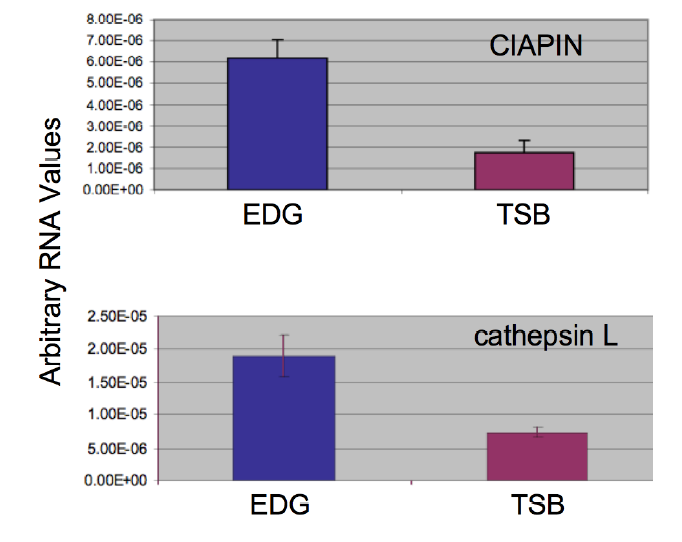 Arbitrary RNA Values
8.00E-06
7.00E-06
6.00E-06
5.00E-06
4.00E-06
3.00E-06
2.00E-06
1.00E-06
0.00E+00
CIAPIN
EDG TSB
2.50E-05
2.00E-05
1.50E-05
1.00E-05
5.00E-06
0.00E+00
cathepsin L
EDG TSB